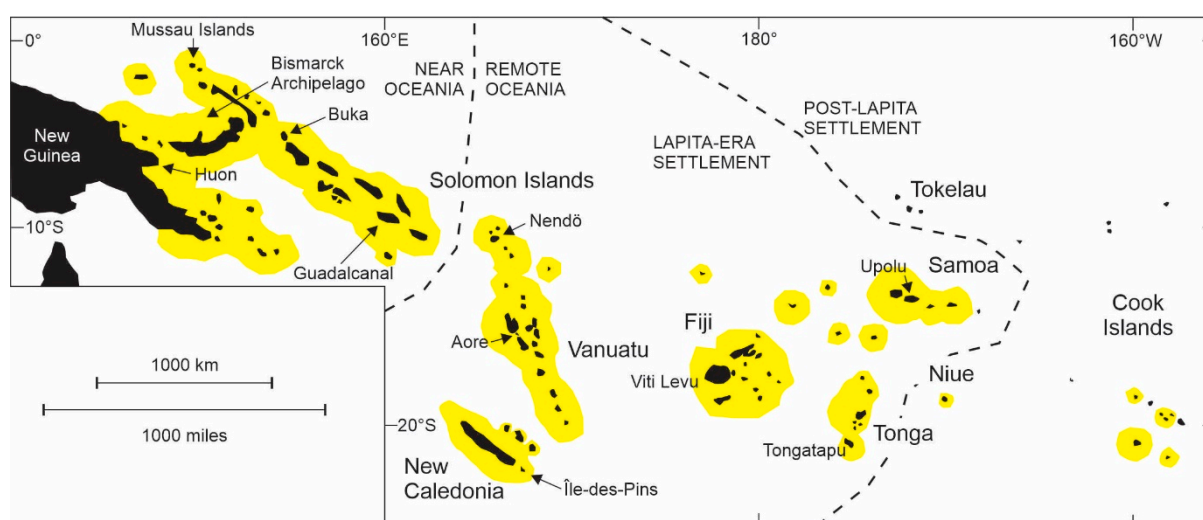 Mussau Islands
0°
160°E
180°
160°W
Bismarck
Archipelago
NEAR
OCEANIA
REMOTE
OCEANIA
POST-LAPITA
SETTLEMENT
Buka
New
Guinea
LAPITA-ERA
SETTLEMENT
Huon
Solomon Islands
Tokelau
10°S
Nendö
Guadalcanal
Samoa
Upolu
Cook
Islands
Fiji
Aore
Vanuatu
Viti Levu
Niue
1000 km
1000 miles
20°S
Tonga
Tongatapu
New
Caledonia
Île-des-Pins